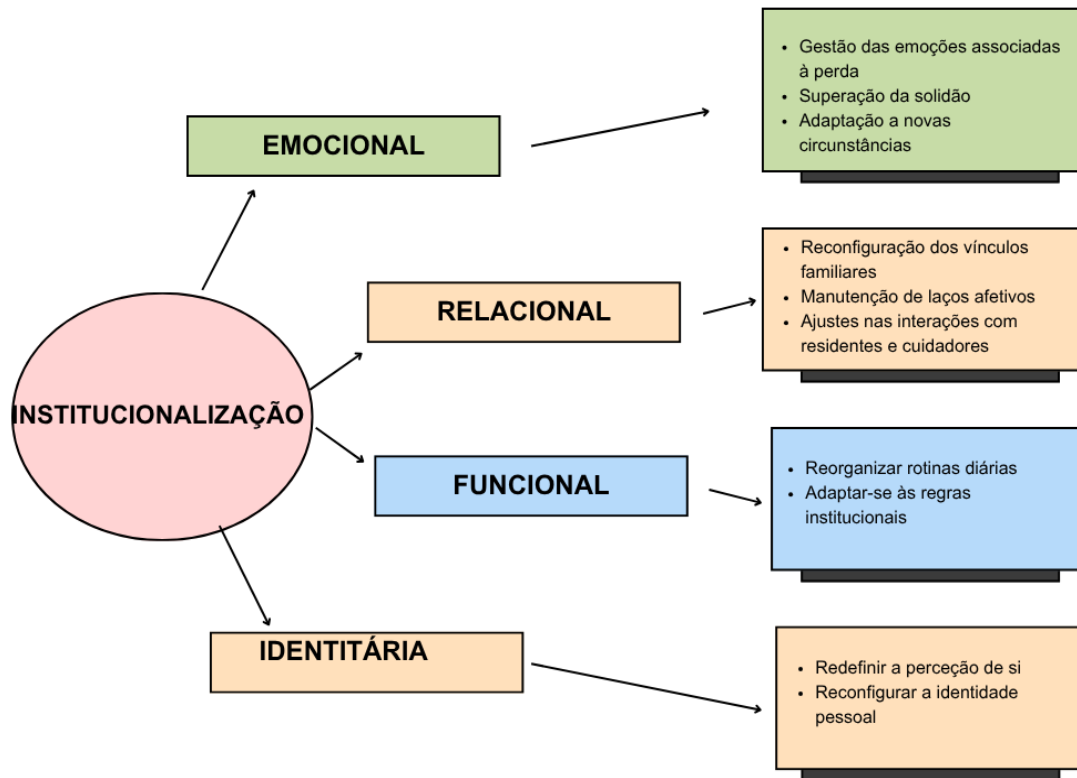 EMOCIONAL
• Gestão das emoções associadas
à perda
• Superação da solidão
• Adaptação a novas
circunstâncias
RELACIONAL
• Reconfiguração dos vínculos
familiares
• Manutenção de laços afetivos
• Ajustes nas interações com
residentes e cuidadores
INSTITUCIONALIZAÇÃO
FUNCIONAL
• Reorganizar rotinas diárias
• Adaptar-se às regras
institucionais
IDENTITÁRIA
• Redefinir a perceção de si
• Reconfigurar a identidade
pessoal